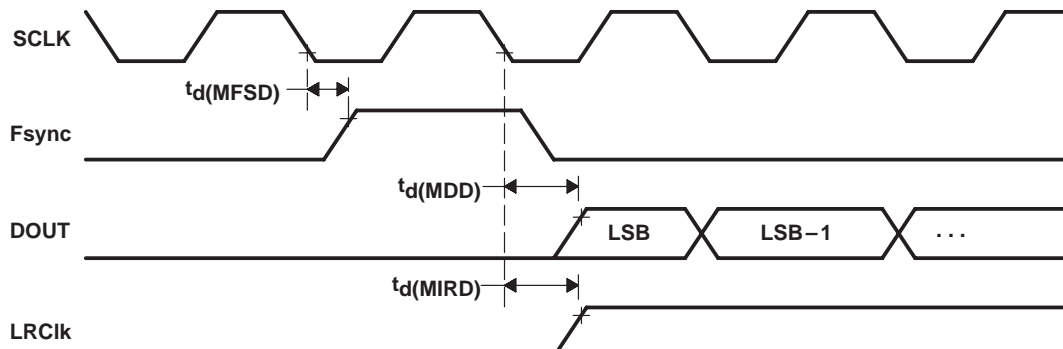 SCLK
td(MFSD)
Fsync
td(MDD)
DOUT LSB LSB−1 . . .
td(MIRD)
LRClk